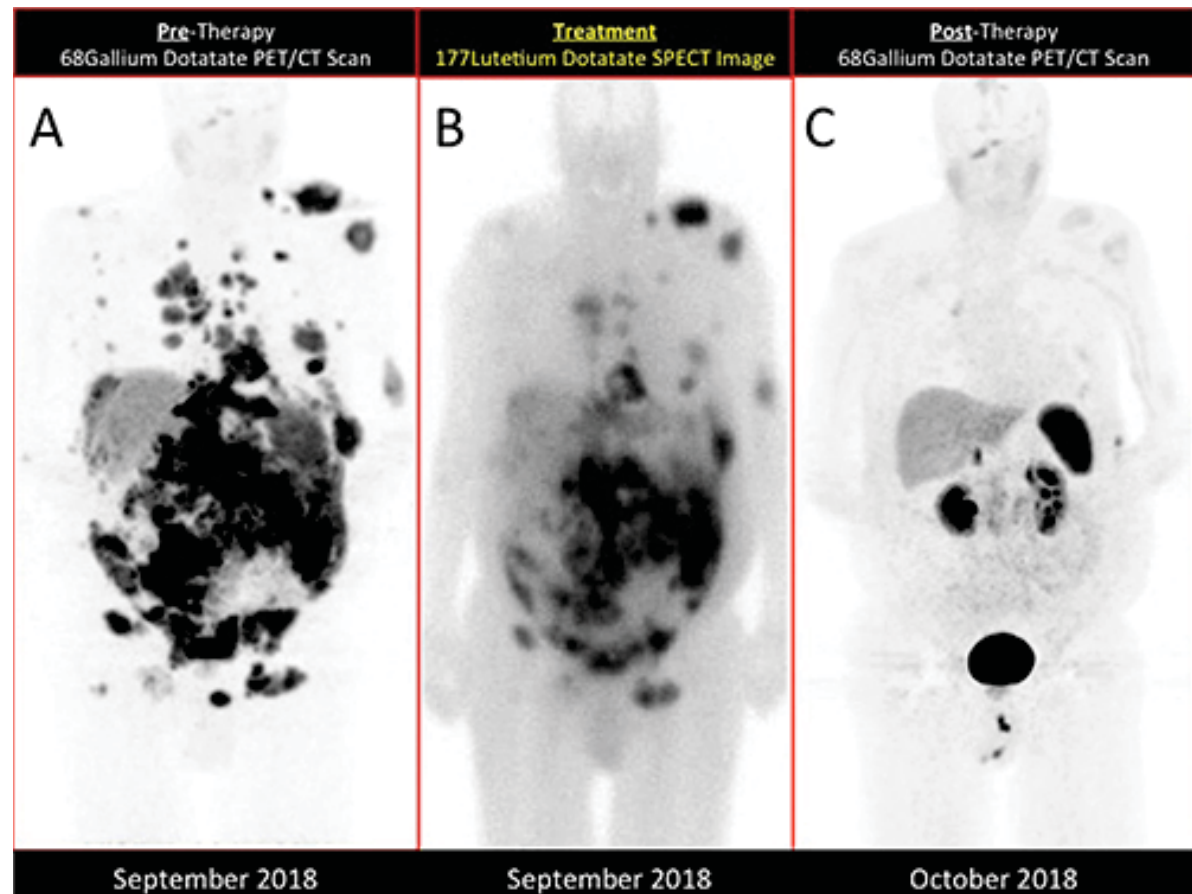 Pre-Therapy
68Gallium Dotatate PET/CT Scan
Treatment
177Lutetium Dotatate SPECT Image
Post-Therapy
68Gallium Dotatate PET/CT Scan
A
B
C
September 2018
September 2018
October 2018